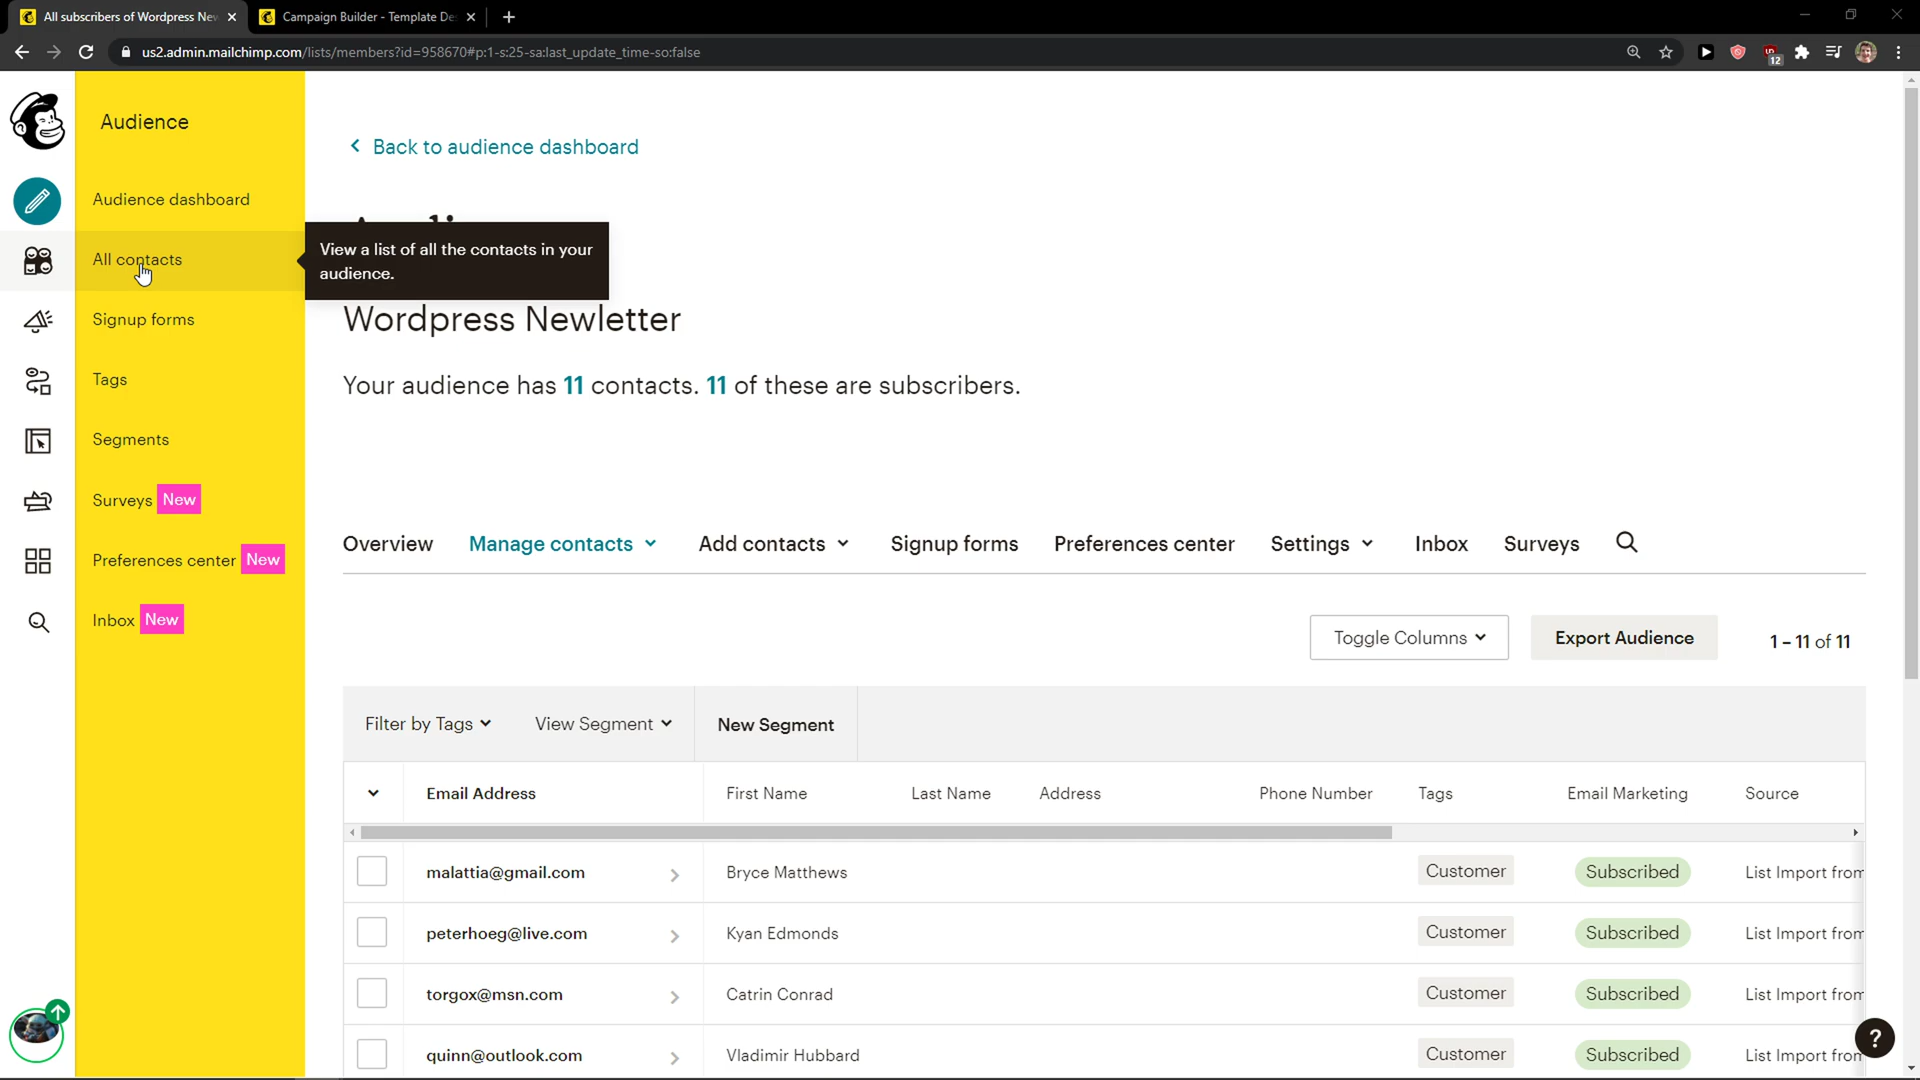 All subscribers of Wordpress New
Campaign Builder - Template De
us2.admin.mailchimp.com/lists/members?id=958670#p:1-s:25-sa:last_update_time-so:false
12
Audience
Audience dashboard
All contacts
Signup forms
Tags
Segments
Surveys New
Preferences center New
Inbox New
Back to audience dashboard
View a list of all the contacts in your
audience.
Wordpress Newletter
Your audience has 11 contacts. 11 of these are subscribers.
Overview Manage contacts Add contacts Signup forms Preferences center Settings Inbox Surveys
Toggle Columns Export Audience 1 – 11 of 11
Filter by Tags View Segment New Segment
Email Address First Name Last Name Address Phone Number Tags Email Marketing Source
malattia@gmail.com Bryce Matthews Customer Subscribed List Import from
peterhoeg@live.com Kyan Edmonds Customer Subscribed List Import from
torgox@msn.com Catrin Conrad Customer Subscribed List Import from
quinn@outlook.com Vladimir Hubbard Customer Subscribed List Import from
?